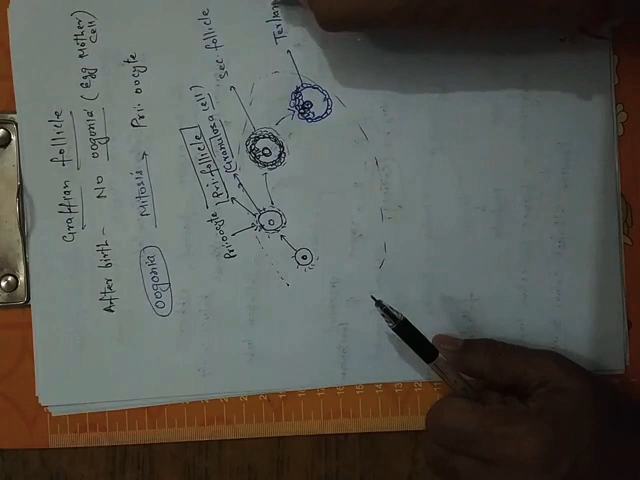 Graffian follicle
After birth - No oogonia (Egg Mother Cell)
Oogonia Mitosis → Pri. oocyte
Pri oocyte
Pri follicle
(Granulosa cell)
sec. follicle